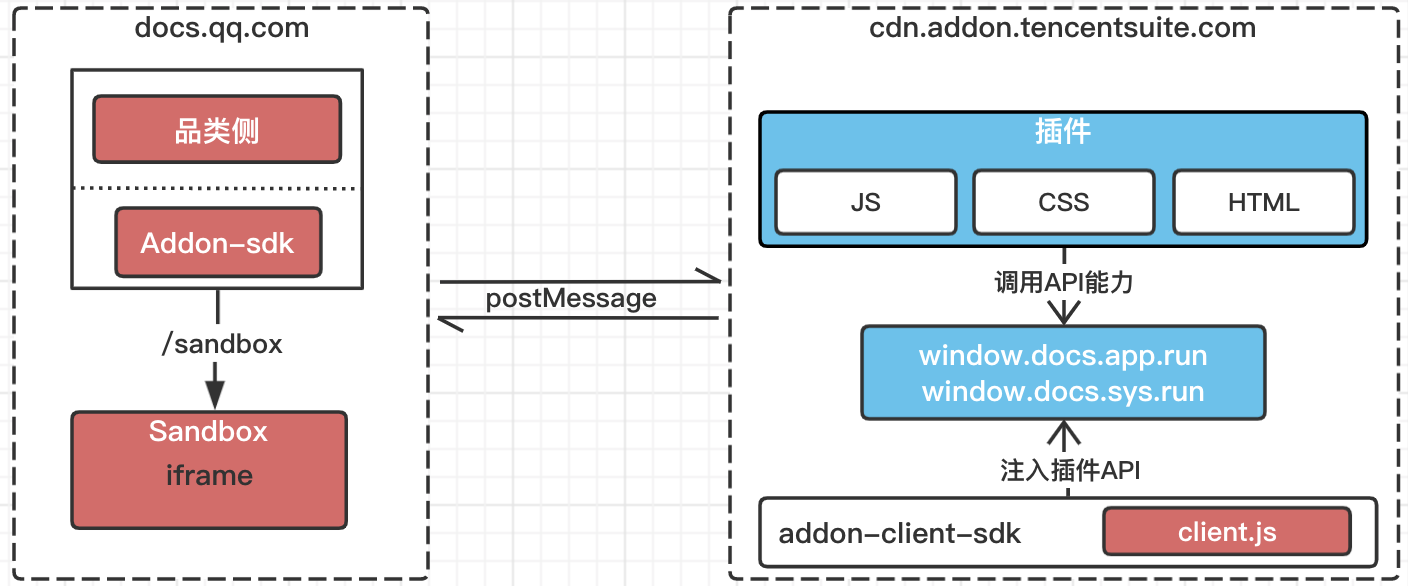 docs.qq.com
品类侧
Addon-sdk
/sandbox
Sandbox
iframe
postMessage
cdn.addon.tencentsuite.com
插件
JS
CSS
HTML
调用API能力
window.docs.app.run
window.docs.sys.run
注入插件API
addon-client-sdk
client.js